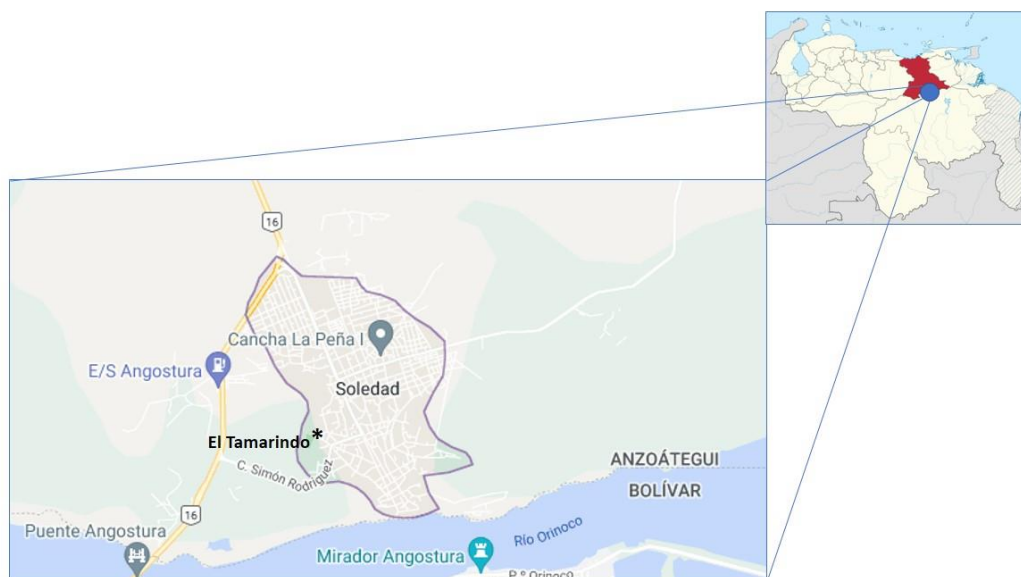 16
Cancha La Peña I
E/S Angostura
Soledad
El Tamarindo*
C. Simón Rodríguez
ANZOÁTEGUI
BOLÍVAR
16
Puente Angostura
Río Orinoco
Mirador Angostura
P.º Orinoco